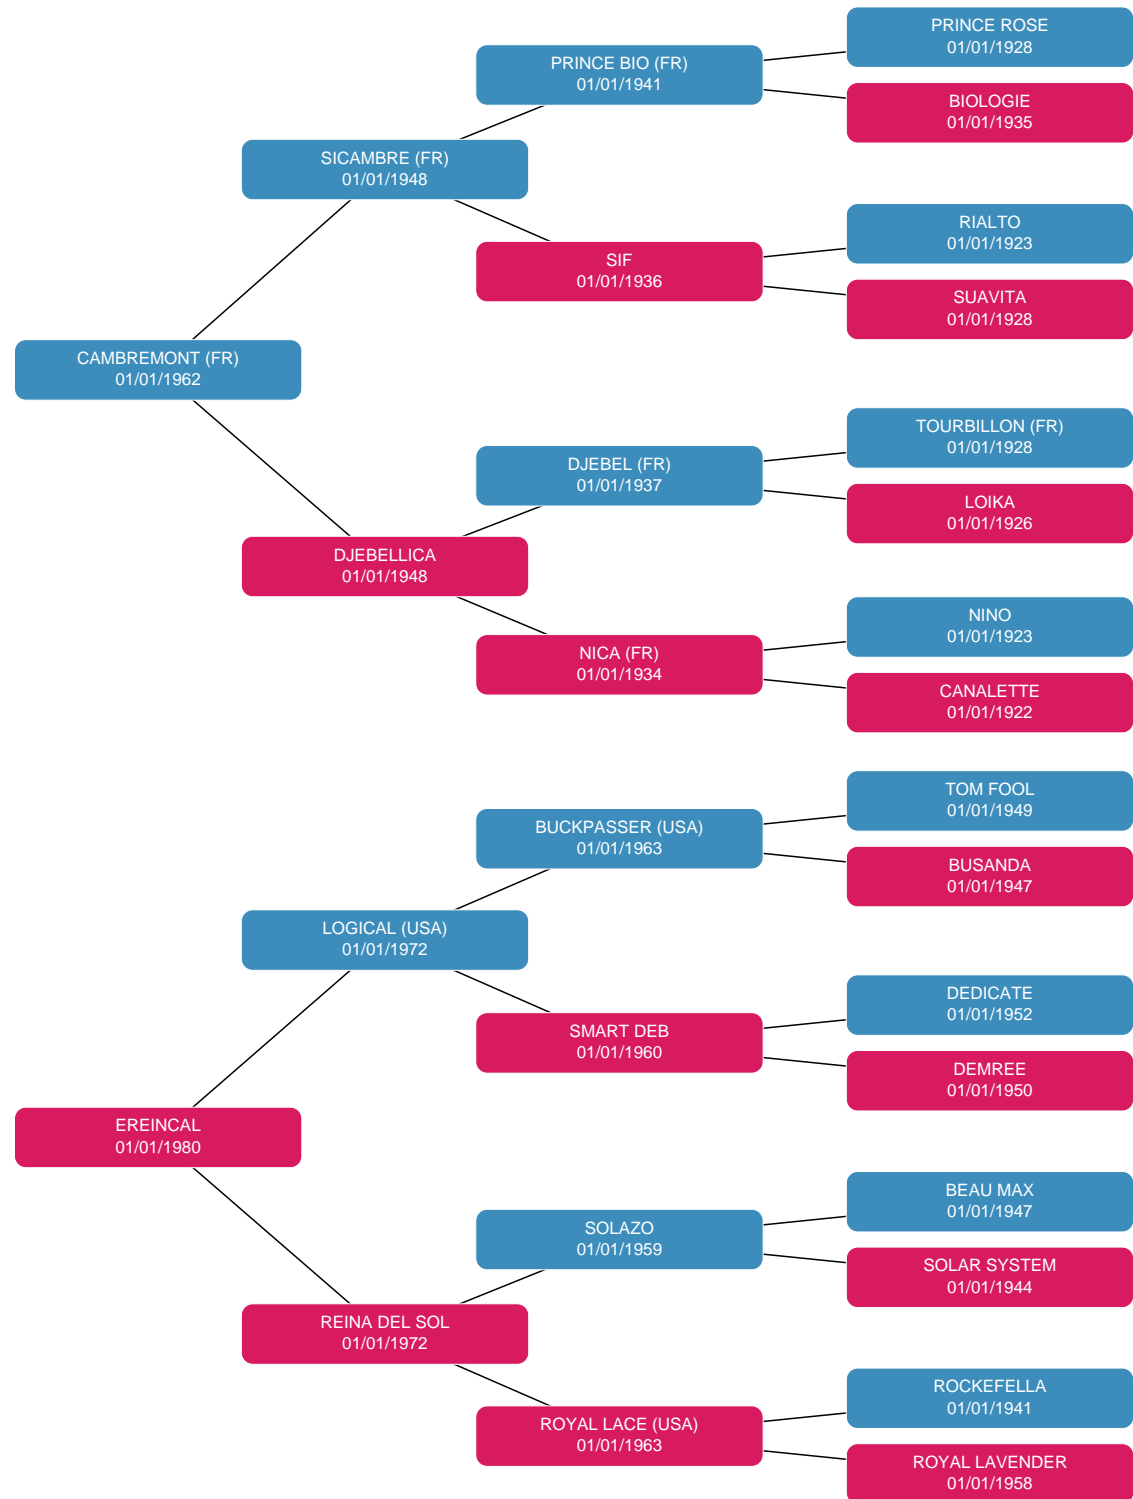 PRINCE ROSE
01/01/1928
PRINCE BIO (FR)
01/01/1941
BIOLOGIE
01/01/1935
SICAMBRE (FR)
01/01/1948
RIALTO
01/01/1923
SIF
01/01/1936
SUAVITA
01/01/1928
CAMBREMONT (FR)
01/01/1962
TOURBILLON (FR)
01/01/1928
DJEBEL (FR)
01/01/1937
LOIKA
01/01/1926
DJEBELLICA
01/01/1948
NINO
01/01/1923
NICA (FR)
01/01/1934
CANALETTE
01/01/1922
TOM FOOL
01/01/1949
BUCKPASSER (USA)
01/01/1963
BUSANDA
01/01/1947
LOGICAL (USA)
01/01/1972
DEDICATE
01/01/1952
SMART DEB
01/01/1960
DEMREE
01/01/1950
EREINCAL
01/01/1980
BEAU MAX
01/01/1947
SOLAZO
01/01/1959
SOLAR SYSTEM
01/01/1944
REINA DEL SOL
01/01/1972
ROCKEFELLA
01/01/1941
ROYAL LACE (USA)
01/01/1963
ROYAL LAVENDER
01/01/1958